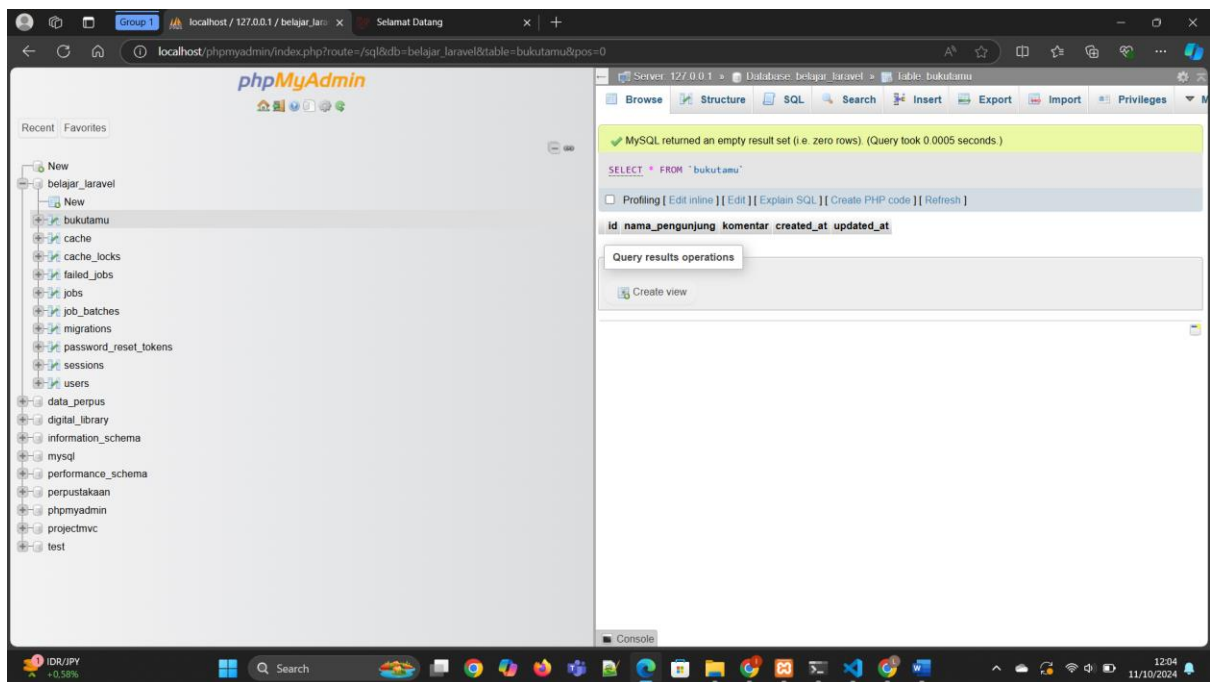 Group 1
localhost / 127.0.0.1 / belajar_lara
Selamat Datang
localhost/phpmyadmin/index.php?route=/sql&db=belajar_laravel&table=bukutamu&pos=0
phpMyAdmin
Recent Favorites
New
belajar_laravel
New
bukutamu
cache
cache_locks
failed_jobs
jobs
job_batches
migrations
password_reset_tokens
sessions
users
data_perpus
digital_library
information_schema
mysql
performance_schema
perpustakaan
phpmyadmin
projectmvc
test
Server: 127.0.0.1 » Database: belajar_laravel » Table: bukutamu
Browse Structure SQL Search Insert Export Import Privileges
MySQL returned an empty result set (i.e. zero rows). (Query took 0.0005 seconds.)
SELECT * FROM `bukutamu`
Profiling [ Edit inline ] [ Edit ] [ Explain SQL ] [ Create PHP code ] [ Refresh ]
id nama_pengunjung komentar created_at updated_at
Query results operations
Create view
Console
1
IDR/JPY
+0.58%
Search
12:04
11/10/2024